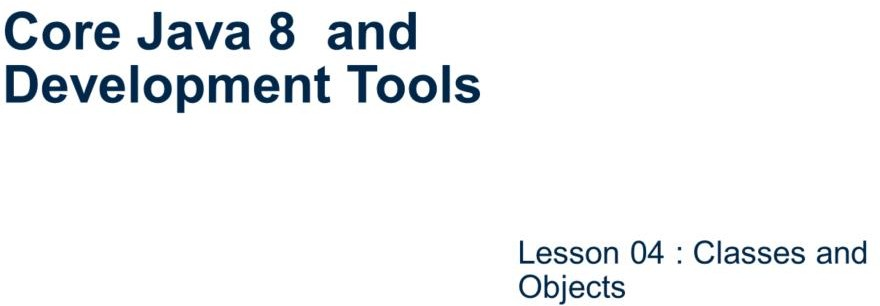 Core Java 8  and
Development Tools
Lesson 04 : Classes and
Objects